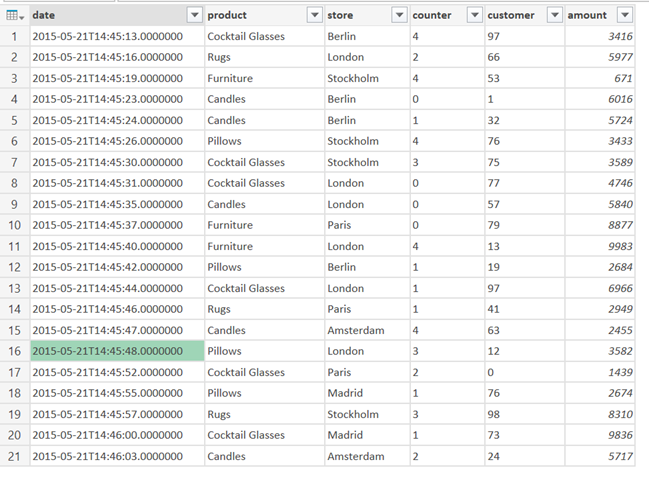 date product store counter customer amount
1 2015-05-21T14:45:13.0000000 Cocktail Glasses Berlin 4 97 3416
2 2015-05-21T14:45:16.0000000 Rugs London 2 66 5977
3 2015-05-21T14:45:19.0000000 Furniture Stockholm 4 53 671
4 2015-05-21T14:45:23.0000000 Candles Berlin 0 1 6016
5 2015-05-21T14:45:24.0000000 Candles Berlin 1 32 5724
6 2015-05-21T14:45:26.0000000 Pillows Stockholm 4 76 3433
7 2015-05-21T14:45:30.0000000 Cocktail Glasses Stockholm 3 75 3589
8 2015-05-21T14:45:31.0000000 Cocktail Glasses London 0 77 4746
9 2015-05-21T14:45:35.0000000 Candles London 0 57 5840
10 2015-05-21T14:45:37.0000000 Furniture Paris 0 79 8877
11 2015-05-21T14:45:40.0000000 Furniture London 4 13 9983
12 2015-05-21T14:45:42.0000000 Pillows Berlin 1 19 2684
13 2015-05-21T14:45:44.0000000 Cocktail Glasses London 1 97 6966
14 2015-05-21T14:45:46.0000000 Rugs Paris 1 41 2949
15 2015-05-21T14:45:47.0000000 Candles Amsterdam 4 63 2455
16 2015-05-21T14:45:48.0000000 Pillows London 3 12 3582
17 2015-05-21T14:45:52.0000000 Cocktail Glasses Paris 2 0 1439
18 2015-05-21T14:45:55.0000000 Pillows Madrid 1 76 2674
19 2015-05-21T14:45:57.0000000 Rugs Stockholm 3 98 8310
20 2015-05-21T14:46:00.0000000 Cocktail Glasses Madrid 1 73 9836
21 2015-05-21T14:46:03.0000000 Candles Amsterdam 2 24 5717